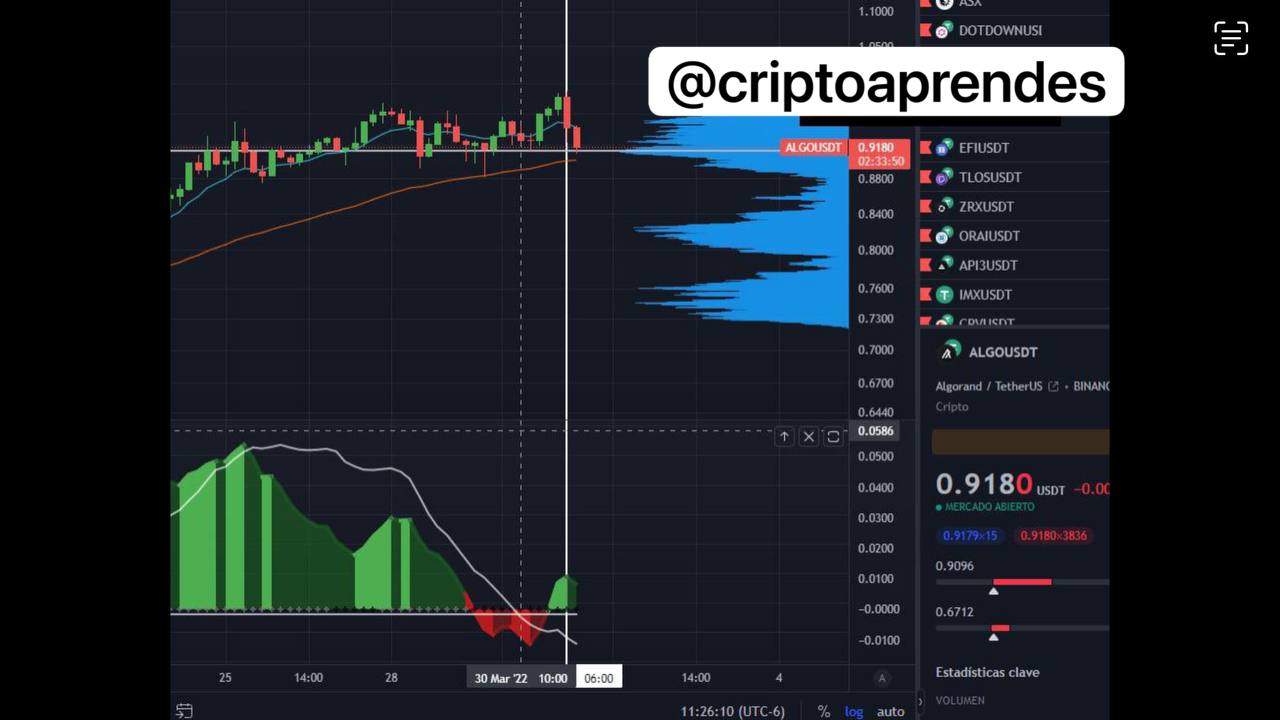 @criptoaprendes
1.1000
ALGOUSDT
0.9180
02:33:50
0.8800
0.8400
0.8000
0.7600
0.7300
0.7000
0.6700
0.6440
0.0586
0.0500
0.0400
0.0300
0.0200
0.0100
−0.0000
−0.0100
25
14:00
28
30 Mar '22 10:00
06:00
14:00
4
A
11:26:10 (UTC-6)
%
log
auto
ASX
DOTDOWNUSI
EFIUSDT
TLOSUSDT
ZRXUSDT
ORAIUSDT
API3USDT
IMXUSDT
ALGOUSDT
Algorand / TetherUS • BINANC
Cripto
0.9180 USDT −0.00
MERCADO ABIERTO
0.9179×15 0.9180×3836
0.9096
0.6712
Estadísticas clave
VOLUMEN